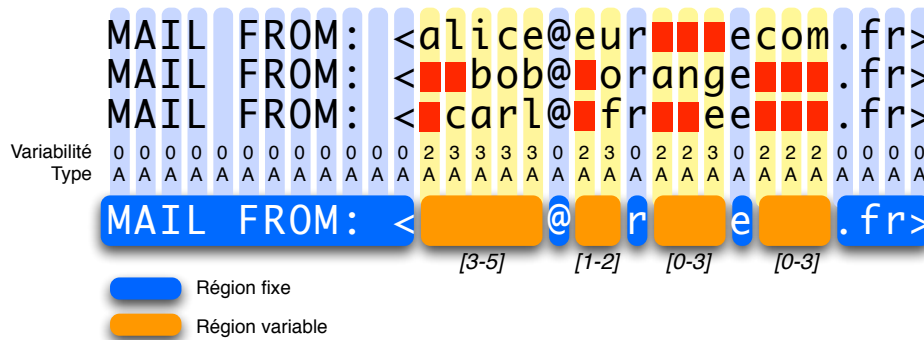 MAIL FROM: <alice@eur ecom.fr>
MAIL FROM: < bob@ orange .fr>
MAIL FROM: < carl@ fr ee .fr>
Variabilité 0 0 0 0 0 0 0 0 0 0 0 0 2 3 3 3 3 0 2 3 0 2 2 3 0 2 2 2 0 0 0 0
Type A A A A A A A A A A A A A A A A A A A A A A A A A A A A A A A A
MAIL FROM: < @ r e .fr>
[3-5] [1-2] [0-3] [0-3]
Région fixe
Région variable